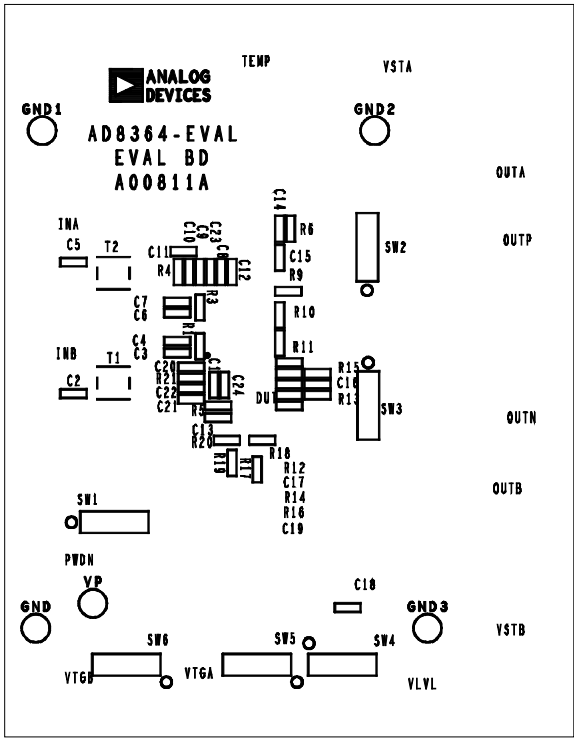 TEMP
VSTA
ANALOG
DEVICES
GND1
GND2
AD8364-EVAL
EVAL BD
A00811A
OUTA
C14
INA
R6
OUTP
C10
C9
C23
C5
T2
C11
C8
C15
SW2
R4
C12
R9
C7
C6
R3
R10
C4
C3
R11
INB
T1
C20
R15
R21
C16
C2
C22
C24
R13
C21
R5
SW3
OUTN
C13
R20
R18
R19
R17
R12
C17
OUTB
R14
SW1
R16
C19
PWDN
VP
C18
GND
GND3
VSTB
SW6
SW5
SW4
VTGB
VTGA
VLVL